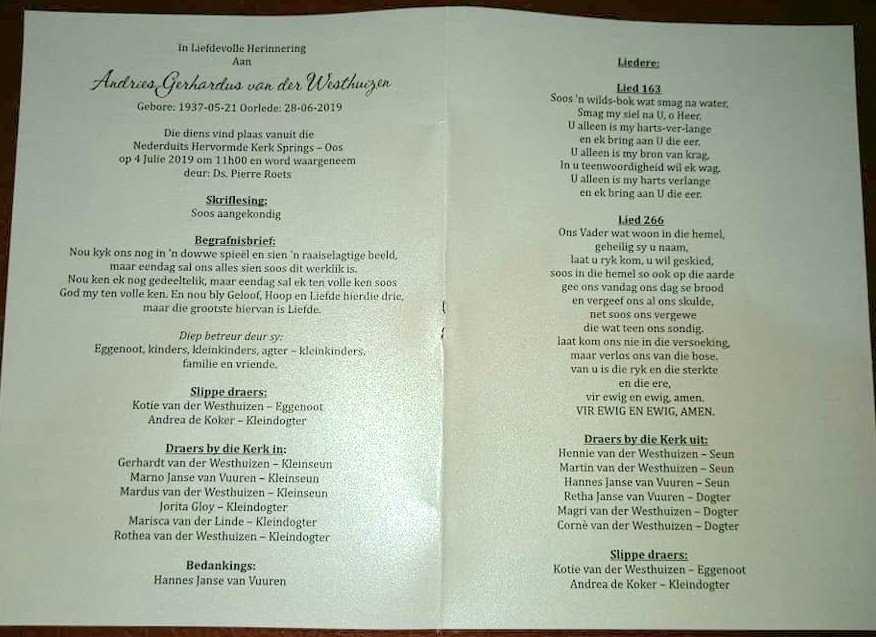 In Liefdevolle Herinnering
Aan
Andries Gerhardus van der Westhuizen
Gebore: 1937-05-21 Oorlede: 28-06-2019
Die diens vind plaas vanuit die
Nederduits Hervormde Kerk Springs – Oos
op 4 Julie 2019 om 11h00 en word waargeneem
deur: Ds. Pierre Roets
Skriflesing:
Soos aangekondig
Begrafnisbrief:
Nou kyk ons nog in 'n dowwe spieël en sien 'n raaiselagtige beeld,
maar eendag sal ons alles sien soos dit werklik is.
Nou ken ek nog gedeeltelik, maar eendag sal ek ten volle ken soos
God my ten volle ken. En nou bly Geloof, Hoop en Liefde hierdie drie,
maar die grootste hiervan is Liefde.
Diep betreur deur sy:
Eggenoot, kinders, kleinkinders, agter – kleinkinders,
familie en vriende.
Slippe draers:
Kotie van der Westhuizen – Eggenoot
Andrea de Koker – Kleindogter
Draers by die Kerk in:
Gerhardt van der Westhuizen – Kleinseun
Marno Janse van Vuuren – Kleinseun
Mardus van der Westhuizen – Kleinseun
Jorita Gloy – Kleindogter
Marisca van der Linde – Kleindogter
Rothea van der Westhuizen – Kleindogter
Bedankings:
Hannes Janse van Vuuren
Liedere:
Lied 163
Soos 'n wilds-bok wat smag na water,
Smag my siel na U, o Heer.
U alleen is my harts-ver-lange
en ek bring aan U die eer.
U alleen is my bron van krag,
In u teenwoordigheid wil ek wag.
U alleen is my harts verlange
en ek bring aan U die eer.
Lied 266
Ons Vader wat woon in die hemel,
geheilig sy u naam,
laat u ryk kom, u wil geskied,
soos in die hemel so ook op die aarde
gee ons vandag ons dag se brood
en vergeef ons al ons skulde,
net soos ons vergewe
die wat teen ons sondig.
laat kom ons nie in die versoeking,
maar verlos ons van die bose.
van u is die ryk en die sterkte
en die ere,
vir ewig en ewig, amen.
VIR EWIG EN EWIG, AMEN.
Draers by die Kerk uit:
Hennie van der Westhuizen – Seun
Martin van der Westhuizen – Seun
Hannes Janse van Vuuren – Seun
Retha Janse van Vuuren – Dogter
Magri van der Westhuizen – Dogter
Cornè van der Westhuizen – Dogter
Slippe draers:
Kotie van der Westhuizen – Eggenoot
Andrea de Koker – Kleindogter